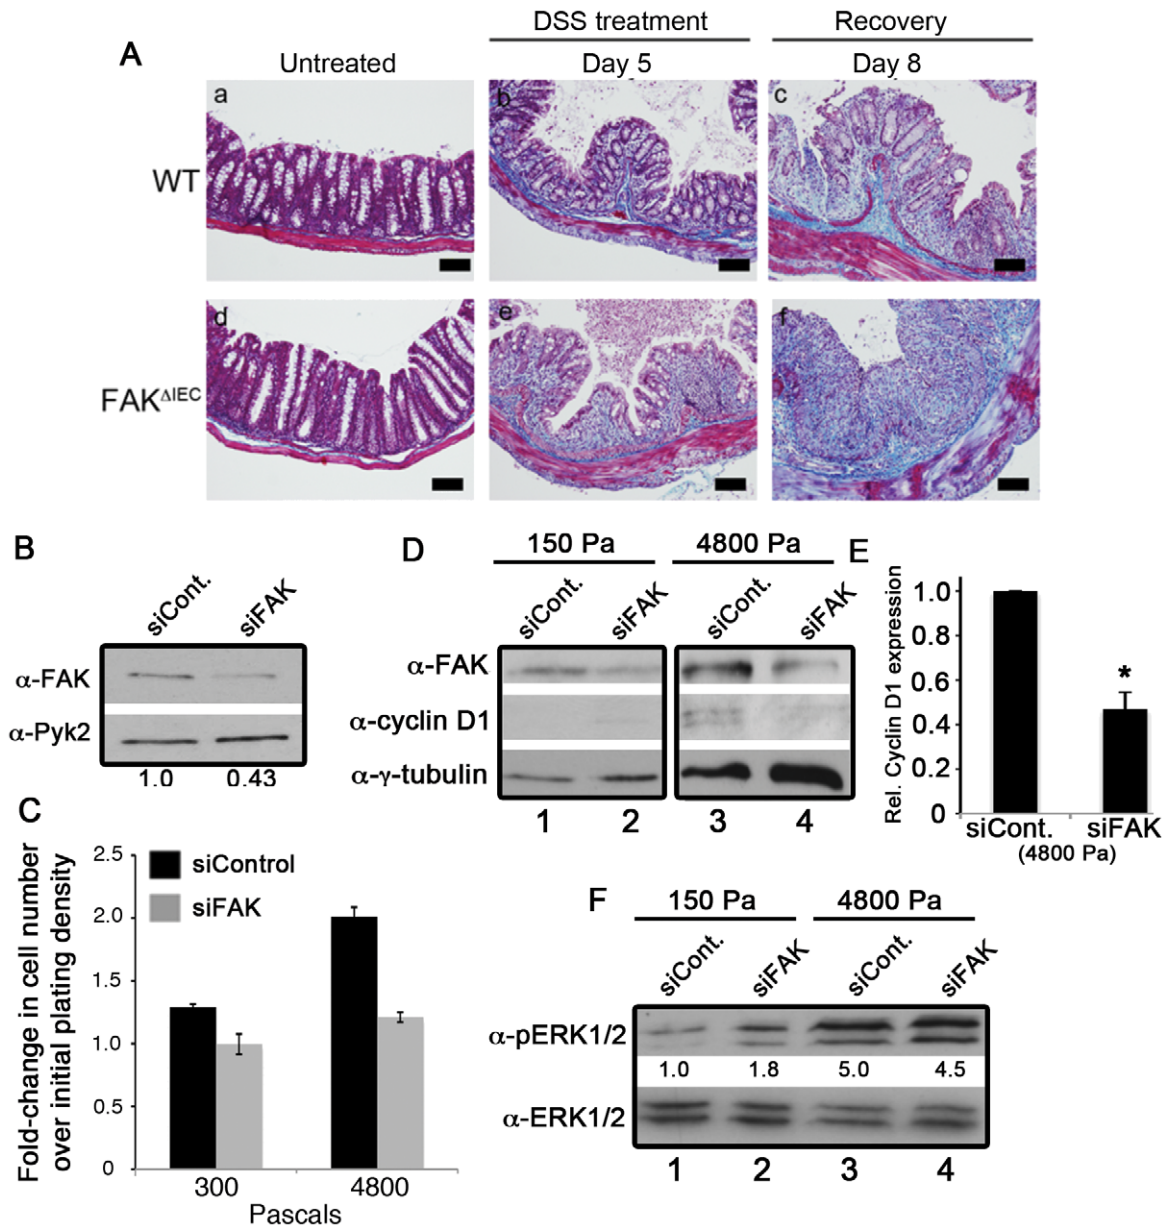 A
DSS treatment
Recovery
Untreated
Day 5
Day 8
WT
a
b
c
FAK^ΔIEC
d
e
f
B
siCont.
siFAK
α-FAK
α-Pyk2
1.0
0.43
C
Fold-change in cell number
over initial plating density
2.5
2.0
1.5
1.0
0.5
0
siControl
siFAK
300
4800
Pascals
D
150 Pa
4800 Pa
siCont.
siFAK
siCont.
siFAK
α-FAK
α-cyclin D1
α-γ-tubulin
1
2
3
4
E
Rel. Cyclin D1 expression
1.0
0.8
0.6
0.4
0.2
0
*
siCont.
siFAK
(4800 Pa)
F
150 Pa
4800 Pa
siCont.
siFAK
siCont.
siFAK
α-pERK1/2
1.0
1.8
5.0
4.5
α-ERK1/2
1
2
3
4